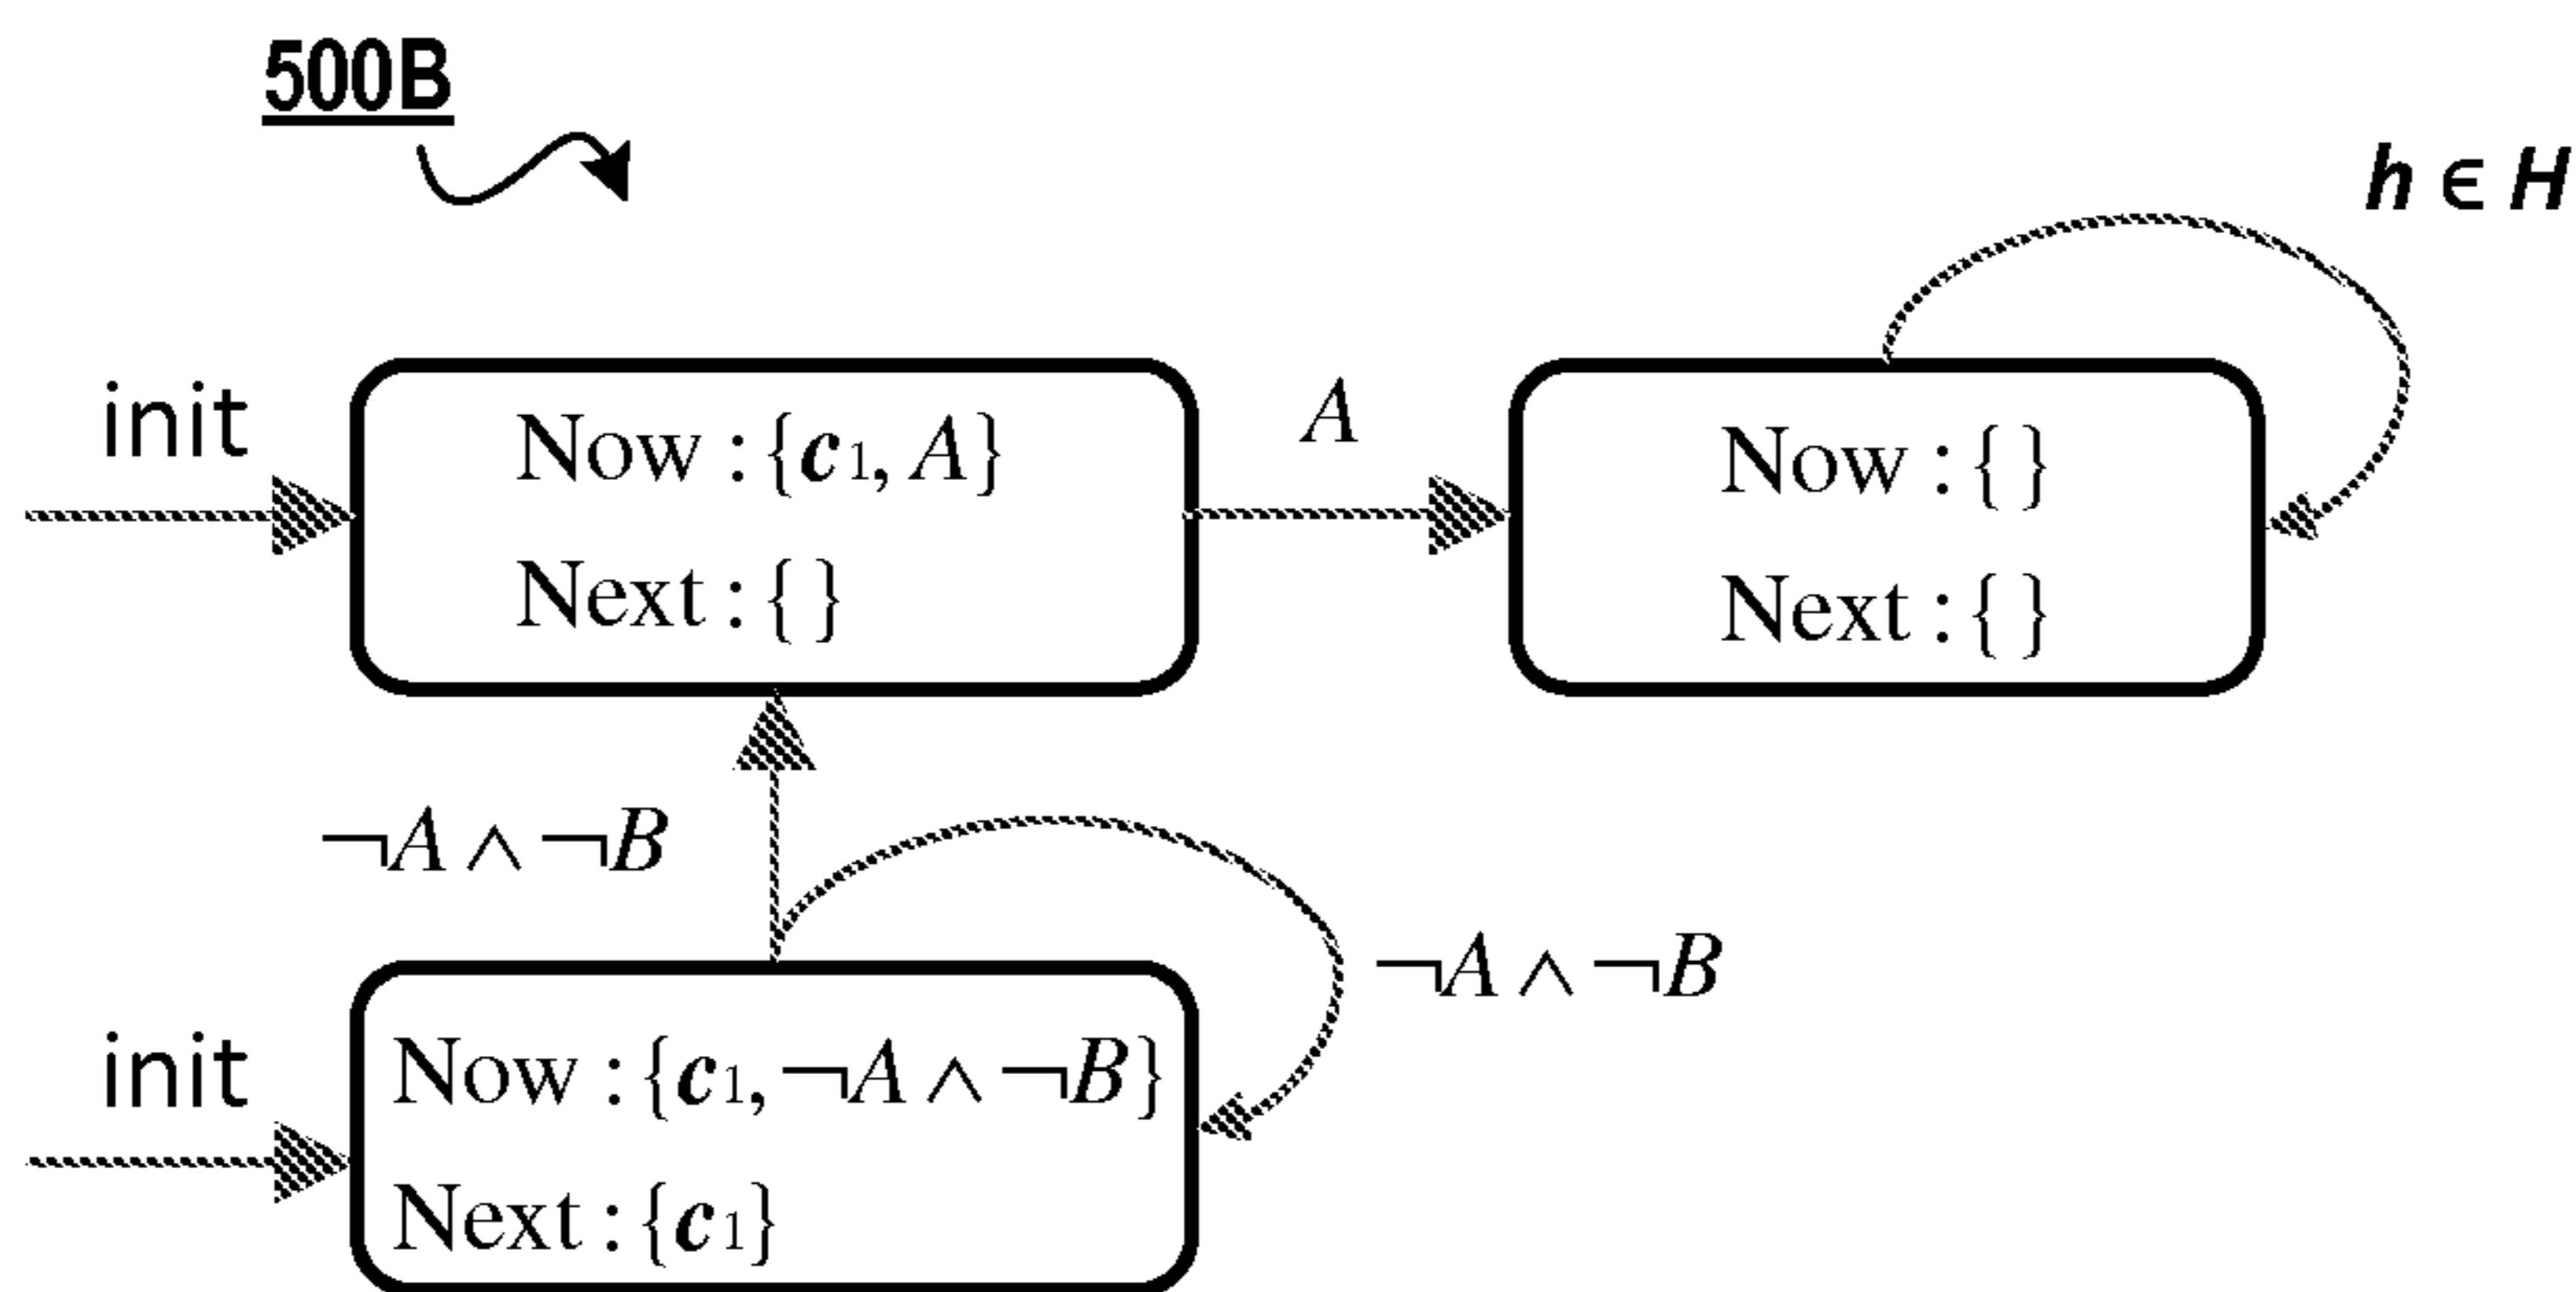 500B
h ∈ H
init
Now : {c1, A}
Next : { }
A
Now : { }
Next : { }
¬A ∧ ¬B
¬A ∧ ¬B
init
Now : {c1, ¬A ∧ ¬B}
Next : {c1}